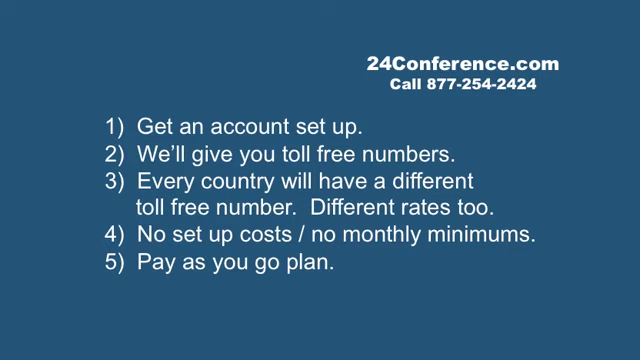 24Conference.com
Call 877-254-2424
1) Get an account set up.
2) We'll give you toll free numbers.
3) Every country will have a different
toll free number. Different rates too.
4) No set up costs / no monthly minimums.
5) Pay as you go plan.